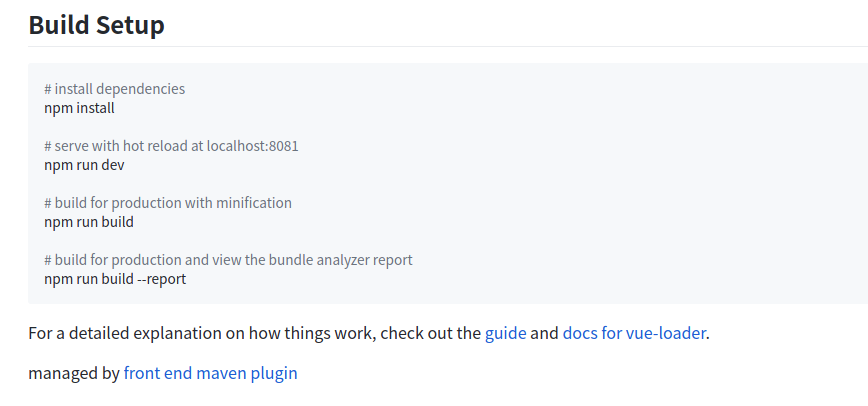 Build Setup
# install dependencies
npm install
# serve with hot reload at localhost:8081
npm run dev
# build for production with minification
npm run build
# build for production and view the bundle analyzer report
npm run build --report
For a detailed explanation on how things work, check out the guide and docs for vue-loader.
managed by front end maven plugin